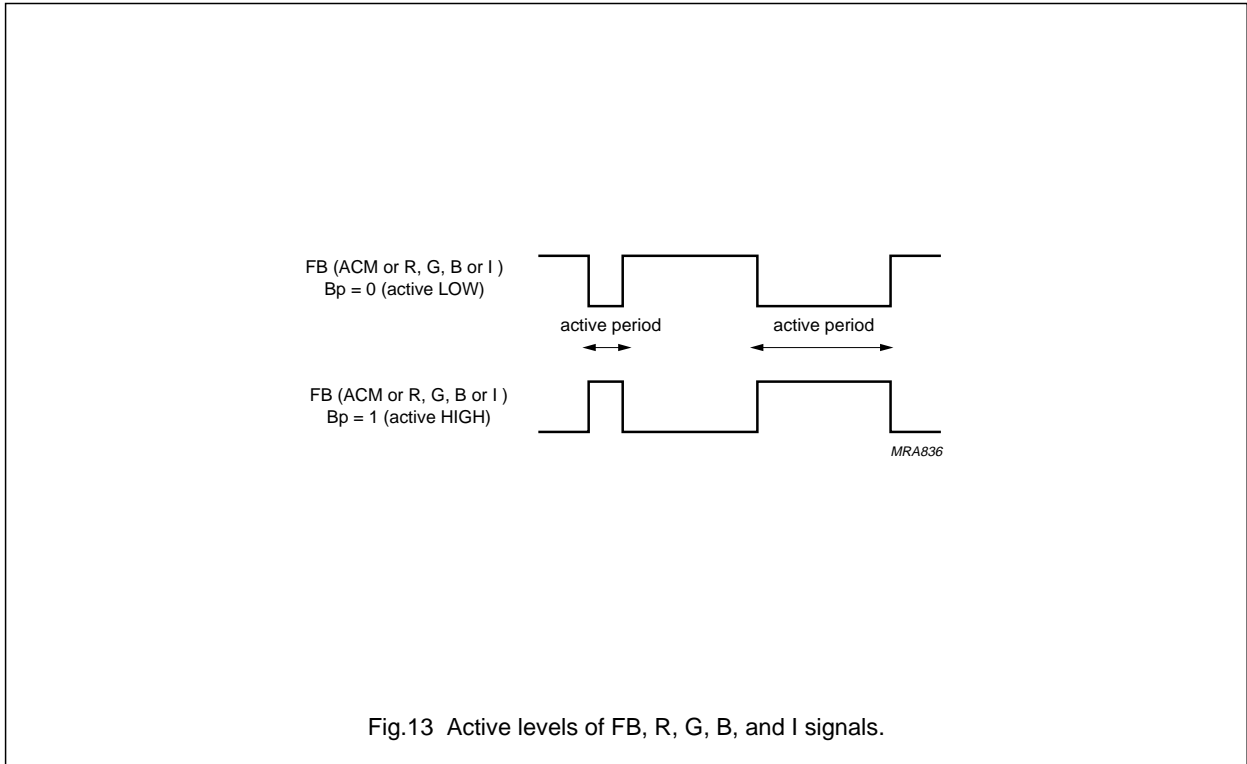 FB (ACM or R, G, B or I )
Bp = 0 (active LOW)
active period
active period
FB (ACM or R, G, B or I )
Bp = 1 (active HIGH)
MRA836
Fig.13 Active levels of FB, R, G, B, and I signals.